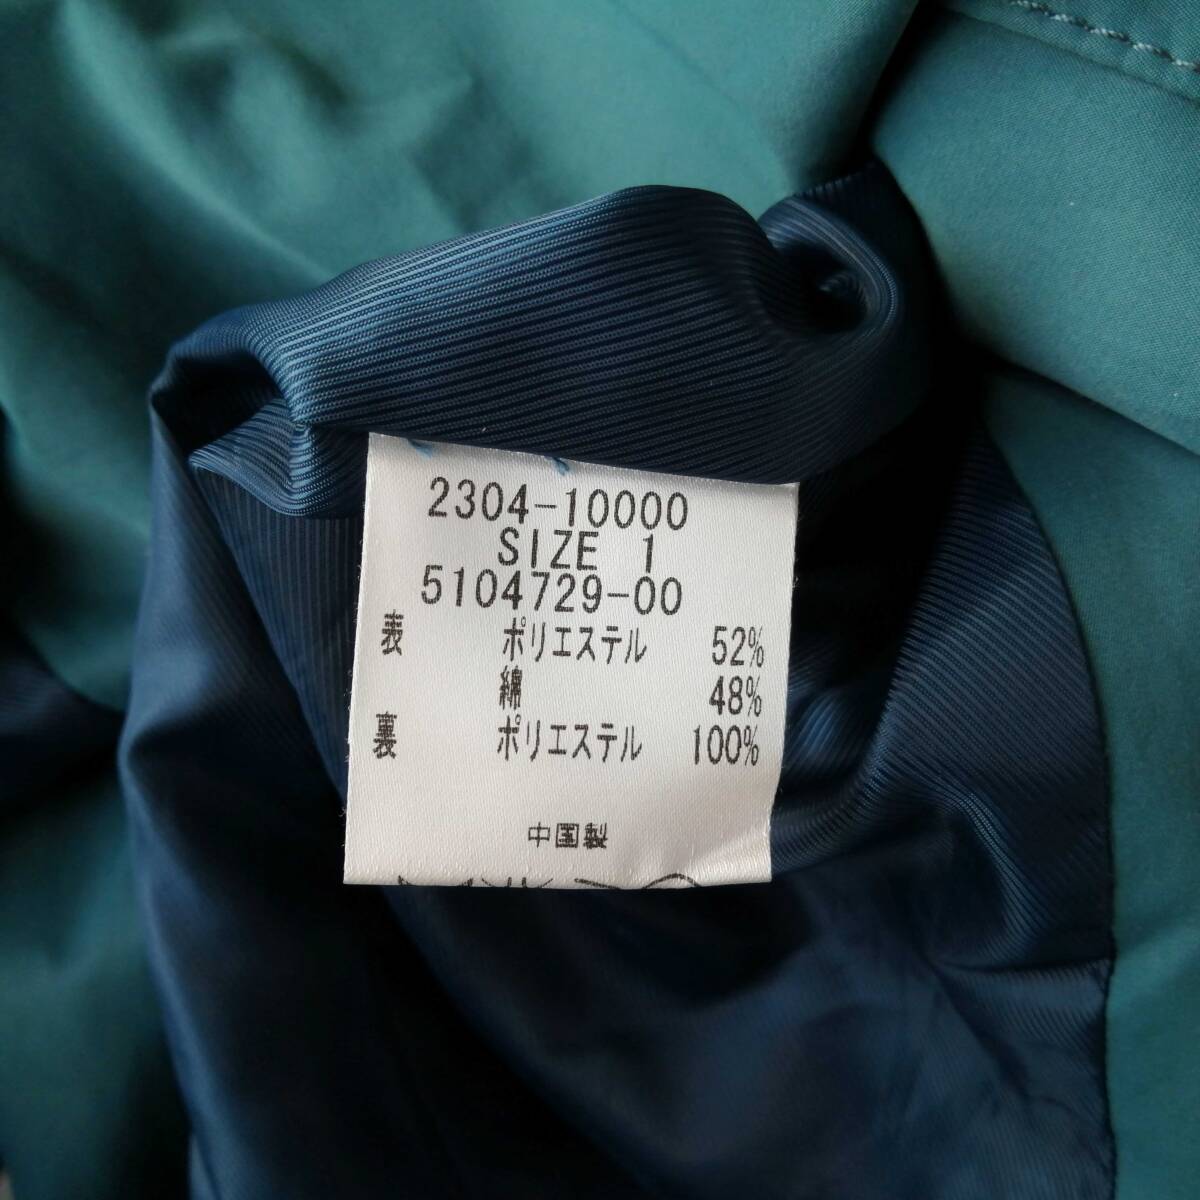 2304-10000
SIZE 1
5104729-00
表 ポリエステル 52%
綿 48%
裏 ポリエステル 100%
中国製